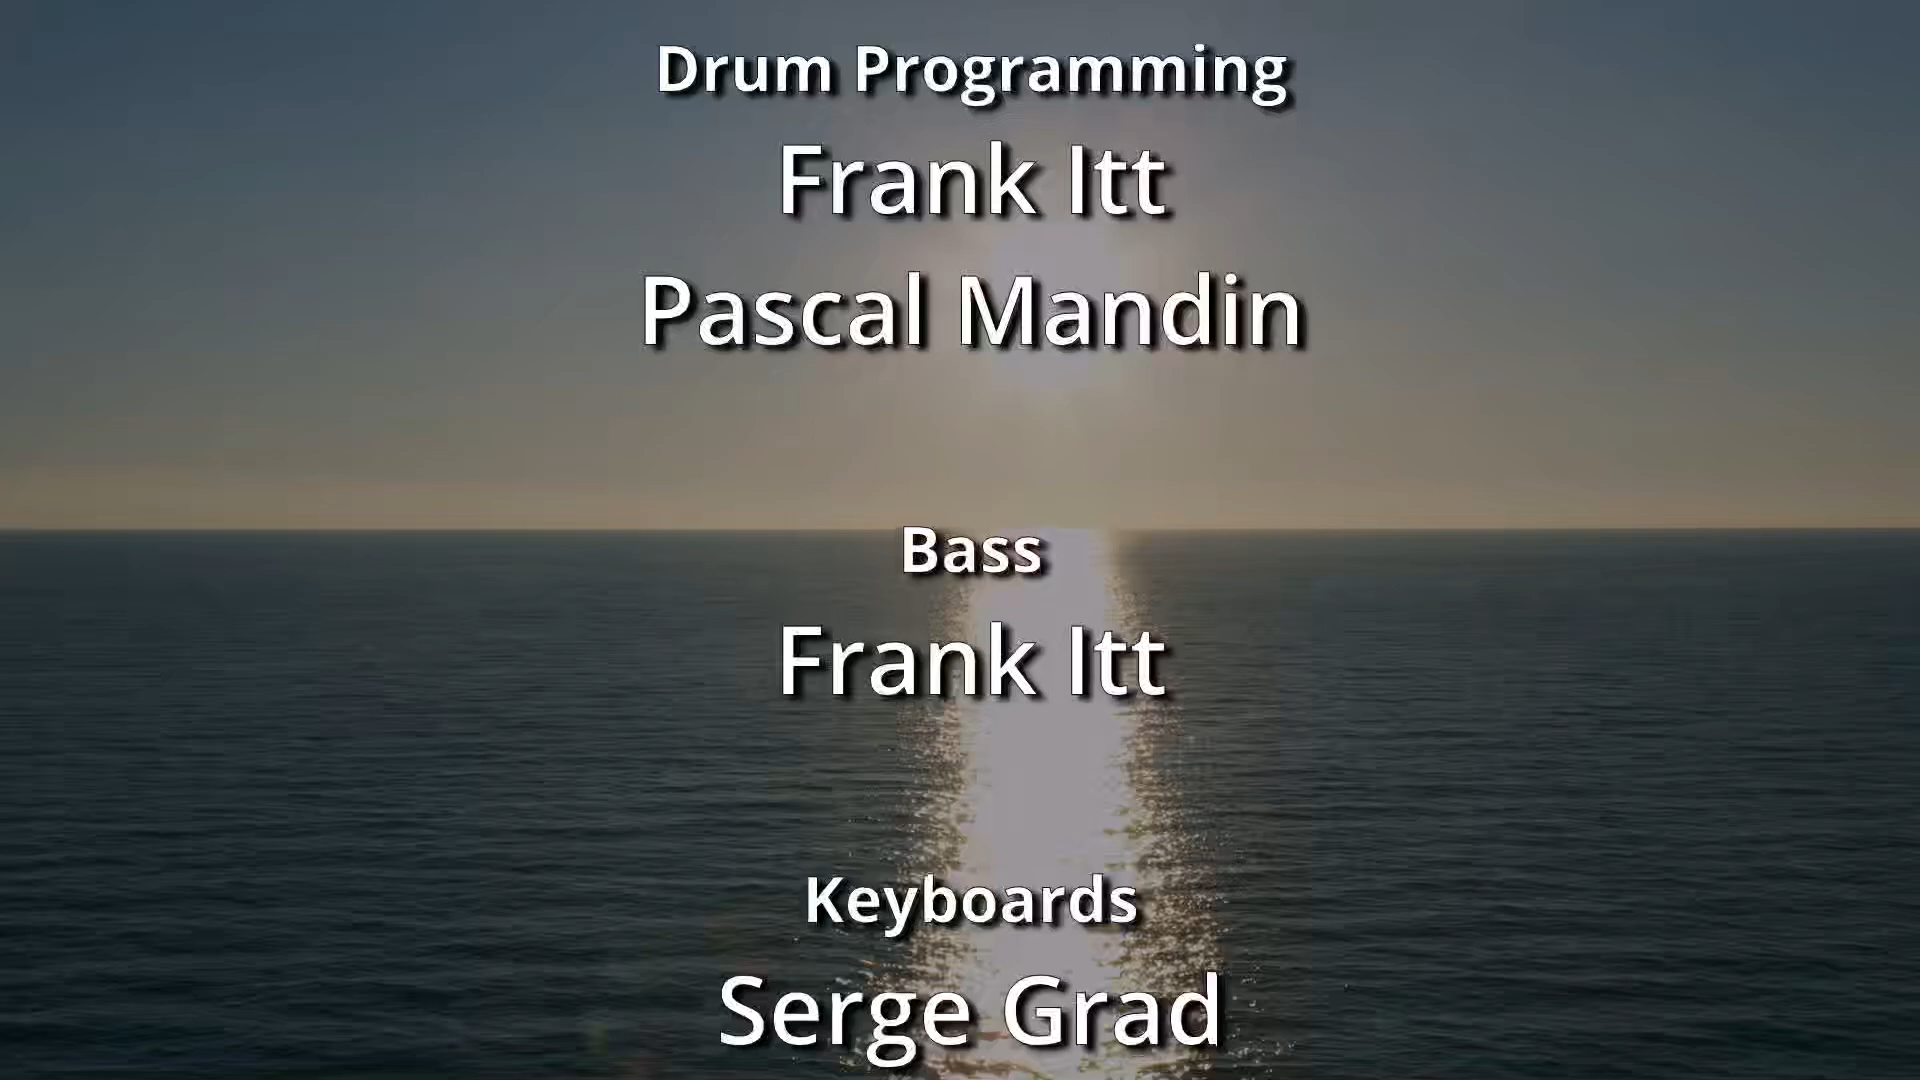 Drum Programming
Frank Itt
Pascal Mandin
Bass
Frank Itt
Keyboards
Serge Grad